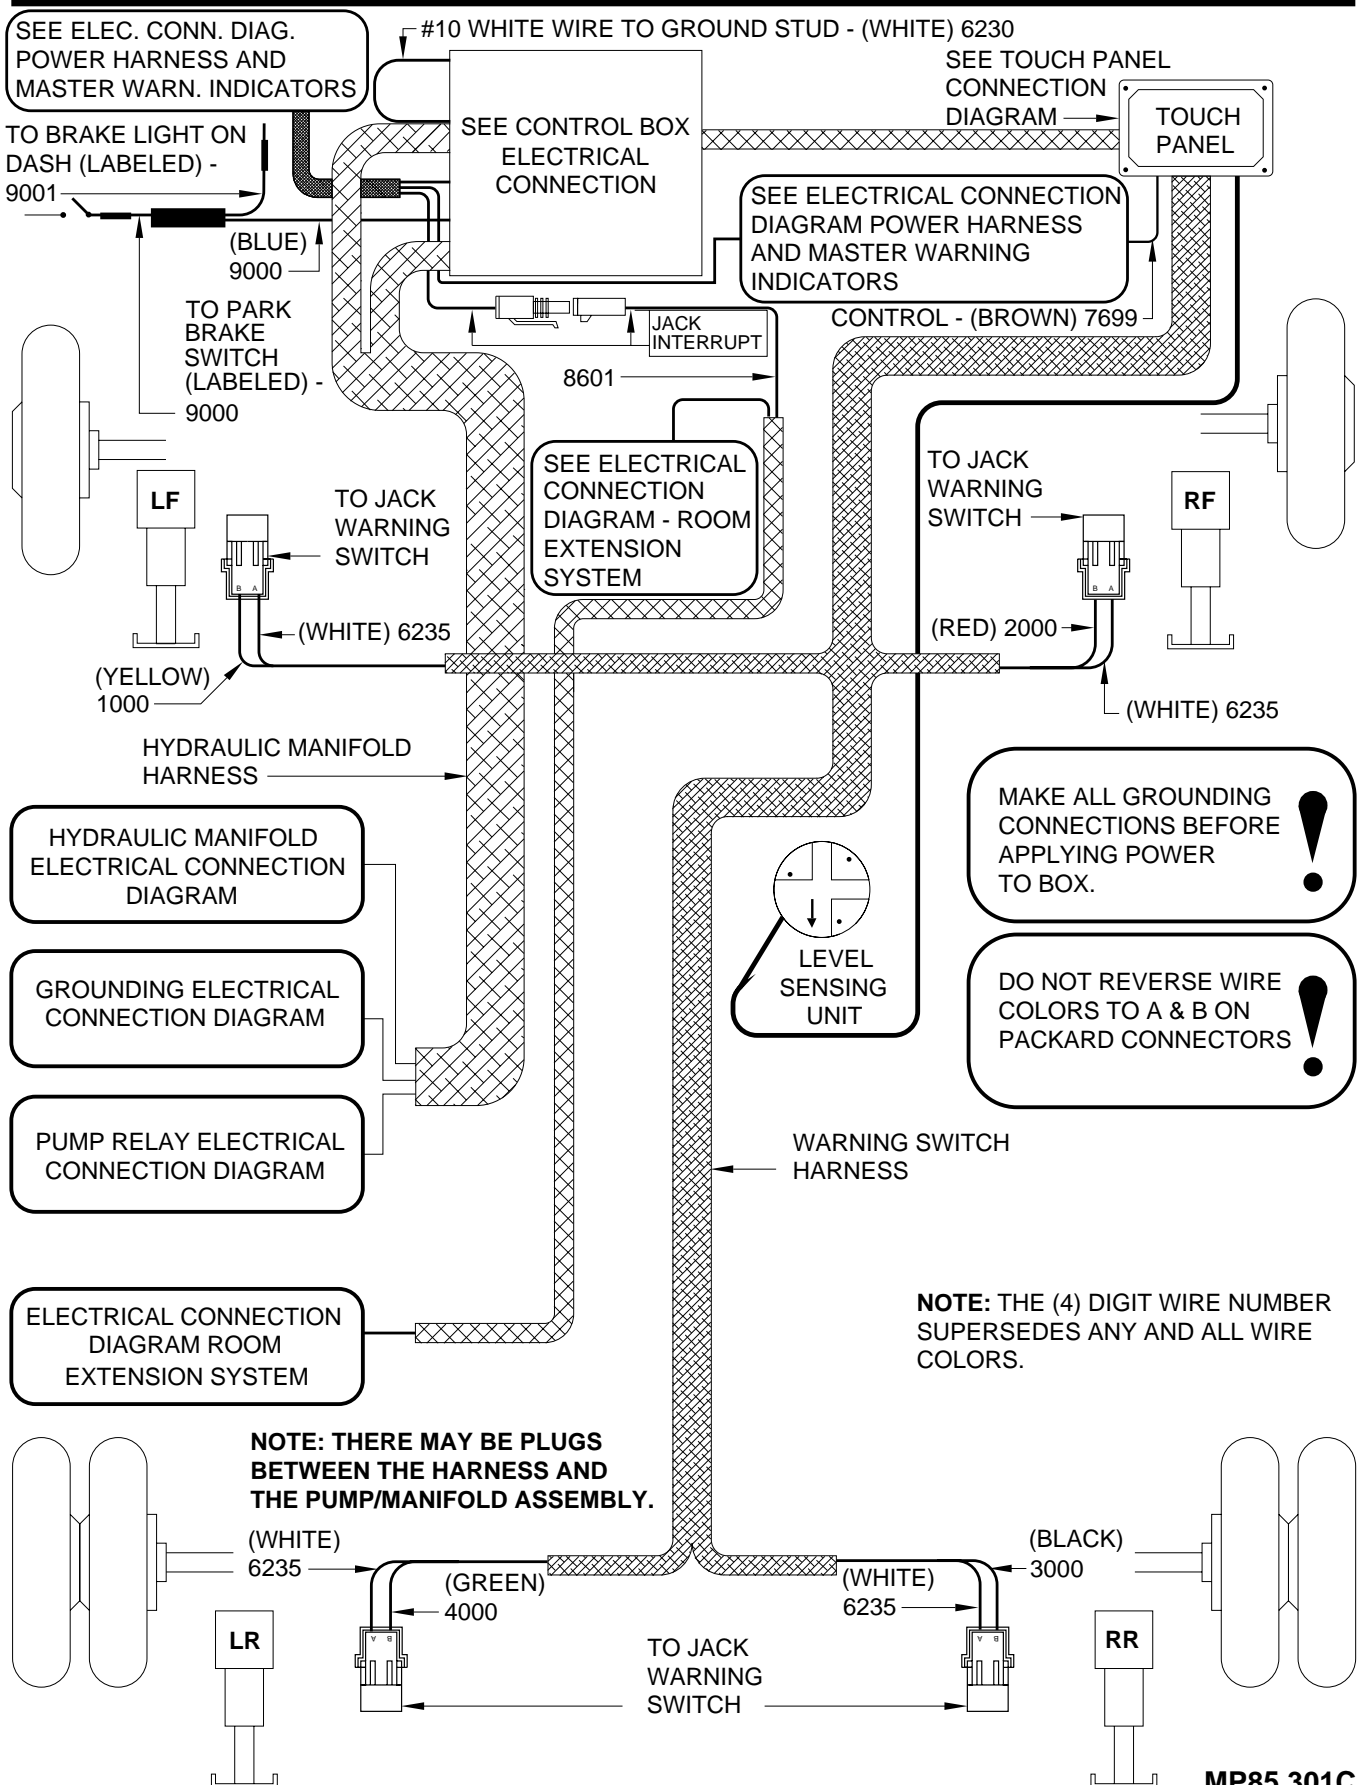 SEE ELEC. CONN. DIAG.
POWER HARNESS AND
MASTER WARN. INDICATORS
#10 WHITE WIRE TO GROUND STUD - (WHITE) 6230
SEE TOUCH PANEL
CONNECTION
DIAGRAM
TOUCH
PANEL
SEE CONTROL BOX
ELECTRICAL
CONNECTION
TO BRAKE LIGHT ON
DASH (LABELED) -
9001
SEE ELECTRICAL CONNECTION
DIAGRAM POWER HARNESS
AND MASTER WARNING
INDICATORS
(BLUE)
9000
TO PARK
BRAKE
SWITCH
(LABELED) -
9000
JACK
INTERRUPT
CONTROL - (BROWN) 7699
8601
SEE ELECTRICAL
CONNECTION
DIAGRAM - ROOM
EXTENSION
SYSTEM
LF
TO JACK
WARNING
SWITCH
B A
(WHITE) 6235
(YELLOW)
1000
TO JACK
WARNING
SWITCH
RF
B A
(RED) 2000
(WHITE) 6235
HYDRAULIC MANIFOLD
HARNESS
HYDRAULIC MANIFOLD
ELECTRICAL CONNECTION
DIAGRAM
GROUNDING ELECTRICAL
CONNECTION DIAGRAM
PUMP RELAY ELECTRICAL
CONNECTION DIAGRAM
ELECTRICAL CONNECTION
DIAGRAM ROOM
EXTENSION SYSTEM
LEVEL
SENSING
UNIT
MAKE ALL GROUNDING
CONNECTIONS BEFORE
APPLYING POWER
TO BOX.
!
DO NOT REVERSE WIRE
COLORS TO A & B ON
PACKARD CONNECTORS
!
WARNING SWITCH
HARNESS
NOTE: THE (4) DIGIT WIRE NUMBER
SUPERSEDES ANY AND ALL WIRE
COLORS.
NOTE: THERE MAY BE PLUGS
BETWEEN THE HARNESS AND
THE PUMP/MANIFOLD ASSEMBLY.
(WHITE)
6235
(GREEN)
4000
A B
LR
TO JACK
WARNING
SWITCH
(WHITE)
6235
(BLACK)
3000
A B
RR
MP85.301C